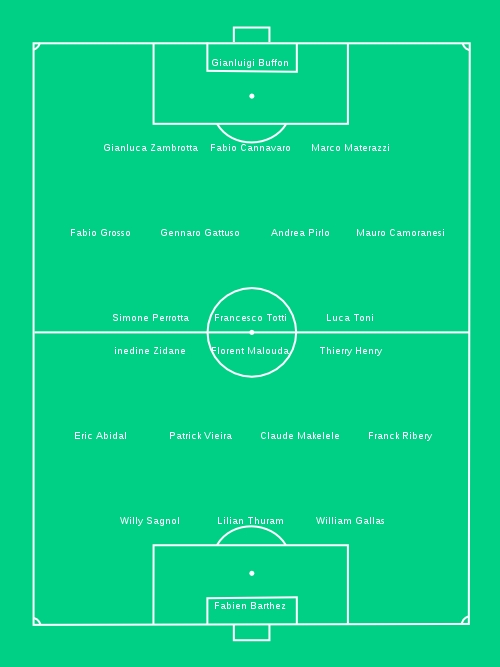 Gianluigi Buffon
Gianluca Zambrotta Fabio Cannavaro Marco Materazzi
Fabio Grosso Gennaro Gattuso Andrea Pirlo Mauro Camoranesi
Simone Perrotta Francesco Totti Luca Toni
inedine Zidane Florent Malouda Thierry Henry
Eric Abidal Patrick Vieira Claude Makelele Franck Ribery
Willy Sagnol Lilian Thuram William Gallas
Fabien Barthez